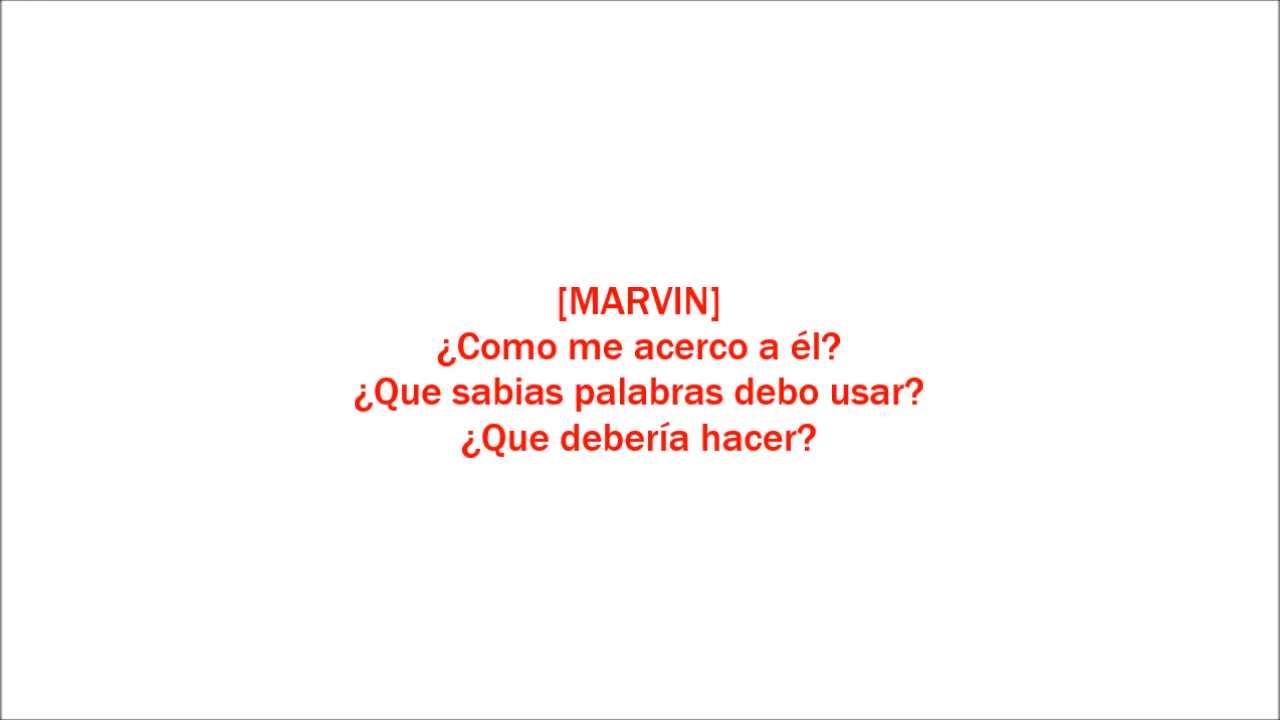 [MARVIN]
¿Como me acerco a él?
¿Que sabias palabras debo usar?
¿Que debería hacer?